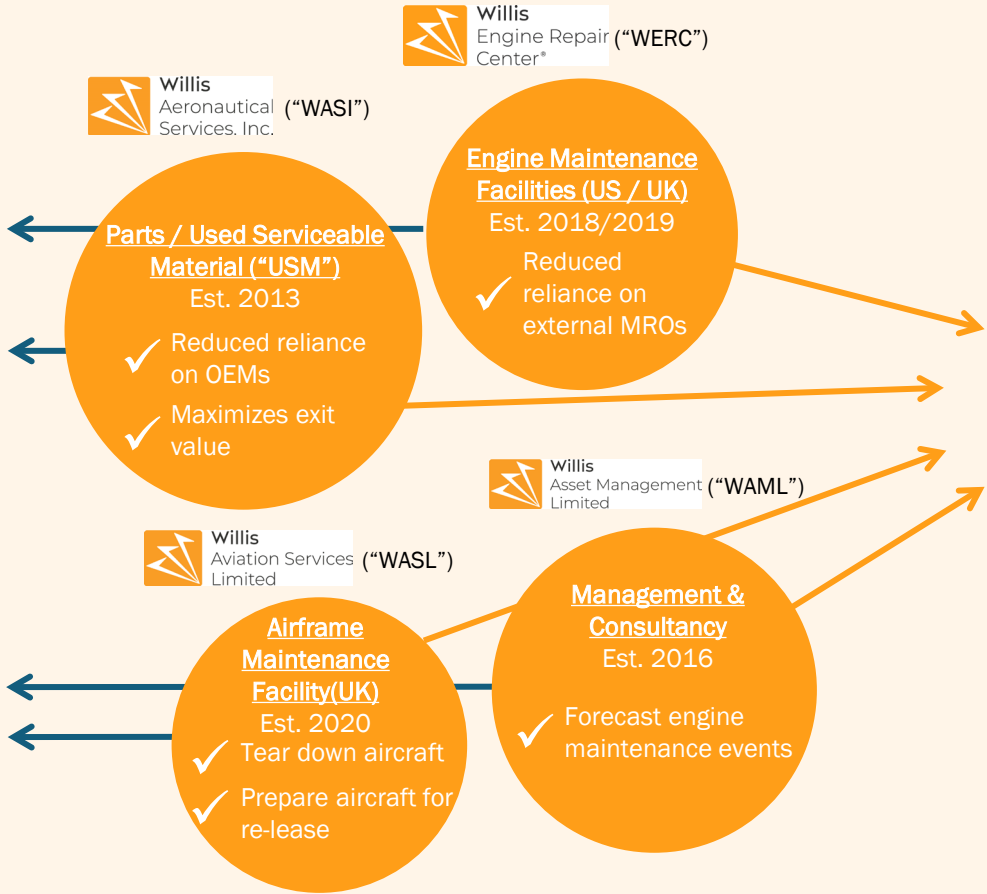 Willis
Engine Repair
Center®
("WERC")
Willis
Aeronautical
Services, Inc.
("WASI")
Engine Maintenance
Facilities (US / UK)
Est. 2018/2019
Reduced
reliance on
external MROs
Parts / Used Serviceable
Material ("USM")
Est. 2013
Reduced reliance
on OEMs
Maximizes exit
value
Willis
Asset Management
Limited
("WAML")
Willis
Aviation Services
Limited
("WASL")
Management &
Consultancy
Est. 2016
Forecast engine
maintenance events
Airframe
Maintenance
Facility(UK)
Est. 2020
Tear down aircraft
Prepare aircraft for
re-lease